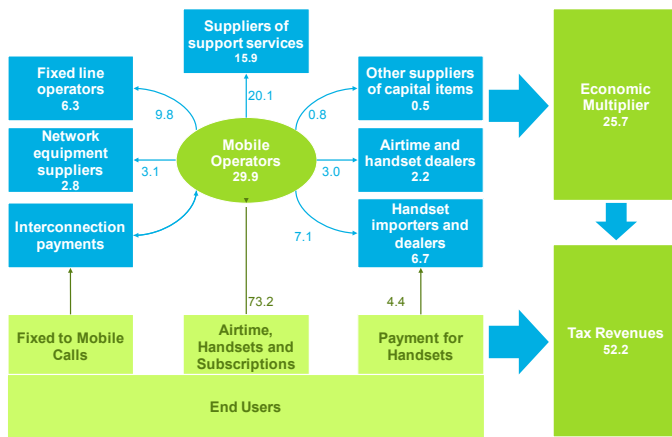 Suppliers of
support services
15.9
Fixed line
operators
6.3
Other suppliers
of capital items
0.5
Economic
Multiplier
25.7
20.1
9.8
0.8
Mobile
Operators
29.9
Network
equipment
suppliers
2.8
3.1
3.0
Airtime and
handset dealers
2.2
Interconnection
payments
7.1
Handset
importers and
dealers
6.7
73.2
4.4
Fixed to Mobile
Calls
Airtime,
Handsets and
Subscriptions
Payment for
Handsets
Tax Revenues
52.2
End Users